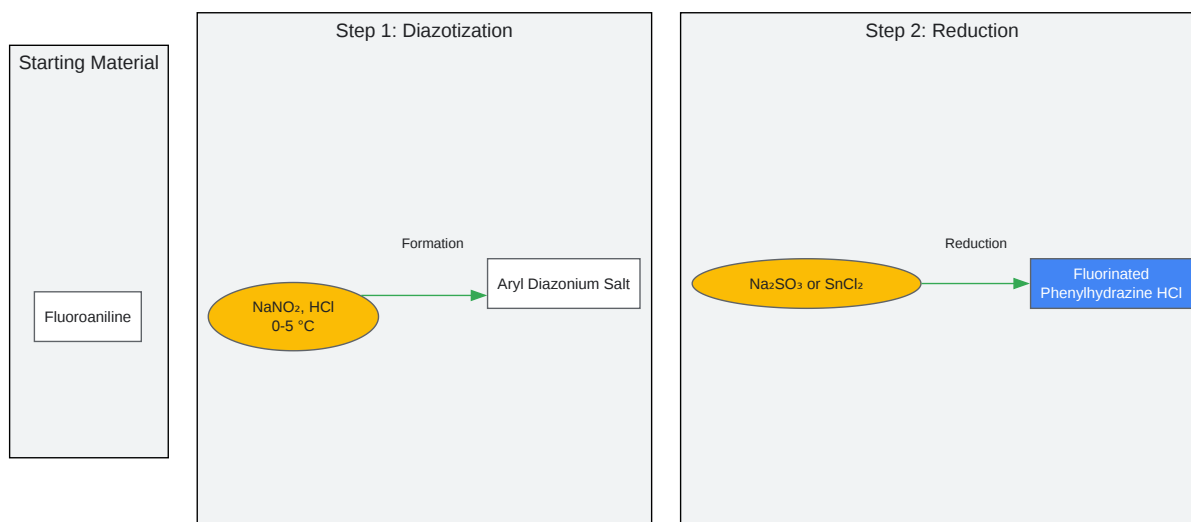 Starting Material
Fluoroaniline
Step 1: Diazotization
NaNO₂, HCl
0-5 °C
Formation
Aryl Diazonium Salt
Step 2: Reduction
Na₂SO₃ or SnCl₂
Reduction
Fluorinated
Phenylhydrazine HCl